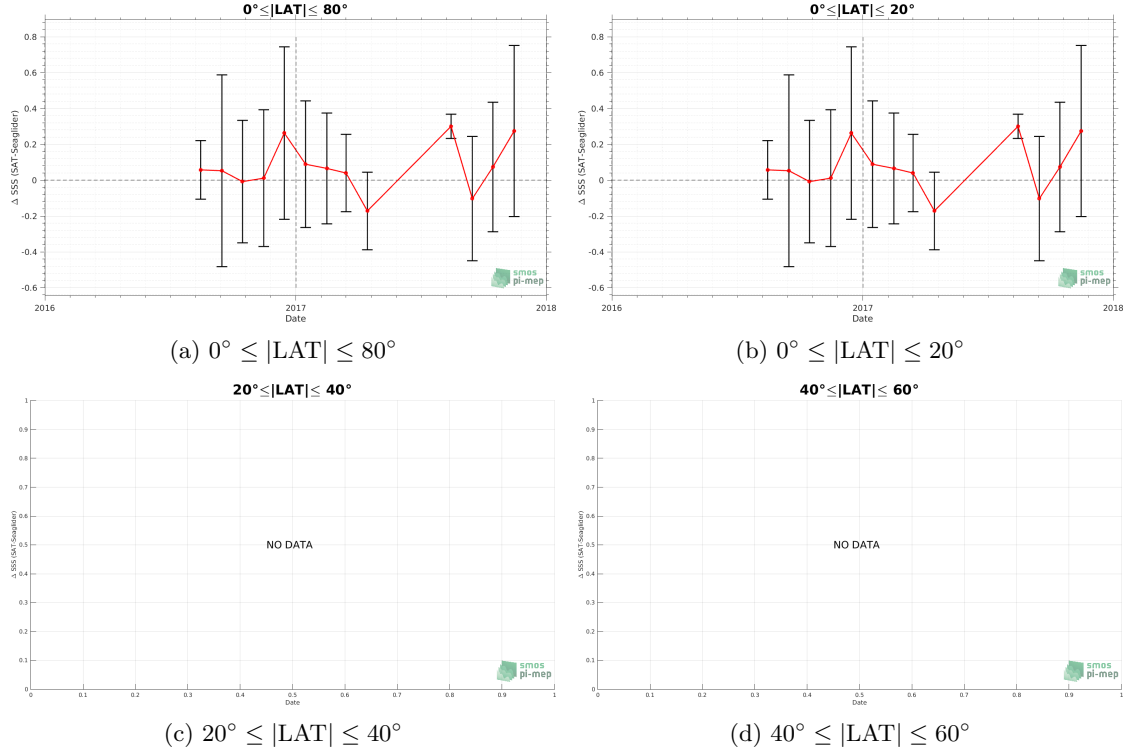 0°≤|LAT|≤ 80°
0.8
0.6
0.4
0.2
0
-0.2
-0.4
-0.6
Δ SSS (SAT-Seaglider)
2016
2017
2018
Date
smos
pi-mep
(a) 0° ≤ |LAT| ≤ 80°
0°≤|LAT|≤ 20°
0.8
0.6
0.4
0.2
0
-0.2
-0.4
-0.6
Δ SSS (SAT-Seaglider)
2016
2017
2018
Date
smos
pi-mep
(b) 0° ≤ |LAT| ≤ 20°
20°≤|LAT|≤ 40°
1
0.9
0.8
0.7
0.6
0.5
0.4
0.3
0.2
0.1
0
Δ SSS (SAT-Seaglider)
NO DATA
0 0.1 0.2 0.3 0.4 0.5 0.6 0.7 0.8 0.9 1
Date
smos
pi-mep
(c) 20° ≤ |LAT| ≤ 40°
40°≤|LAT|≤ 60°
1
0.9
0.8
0.7
0.6
0.5
0.4
0.3
0.2
0.1
0
Δ SSS (SAT-Seaglider)
NO DATA
0 0.1 0.2 0.3 0.4 0.5 0.6 0.7 0.8 0.9 1
Date
smos
pi-mep
(d) 40° ≤ |LAT| ≤ 60°